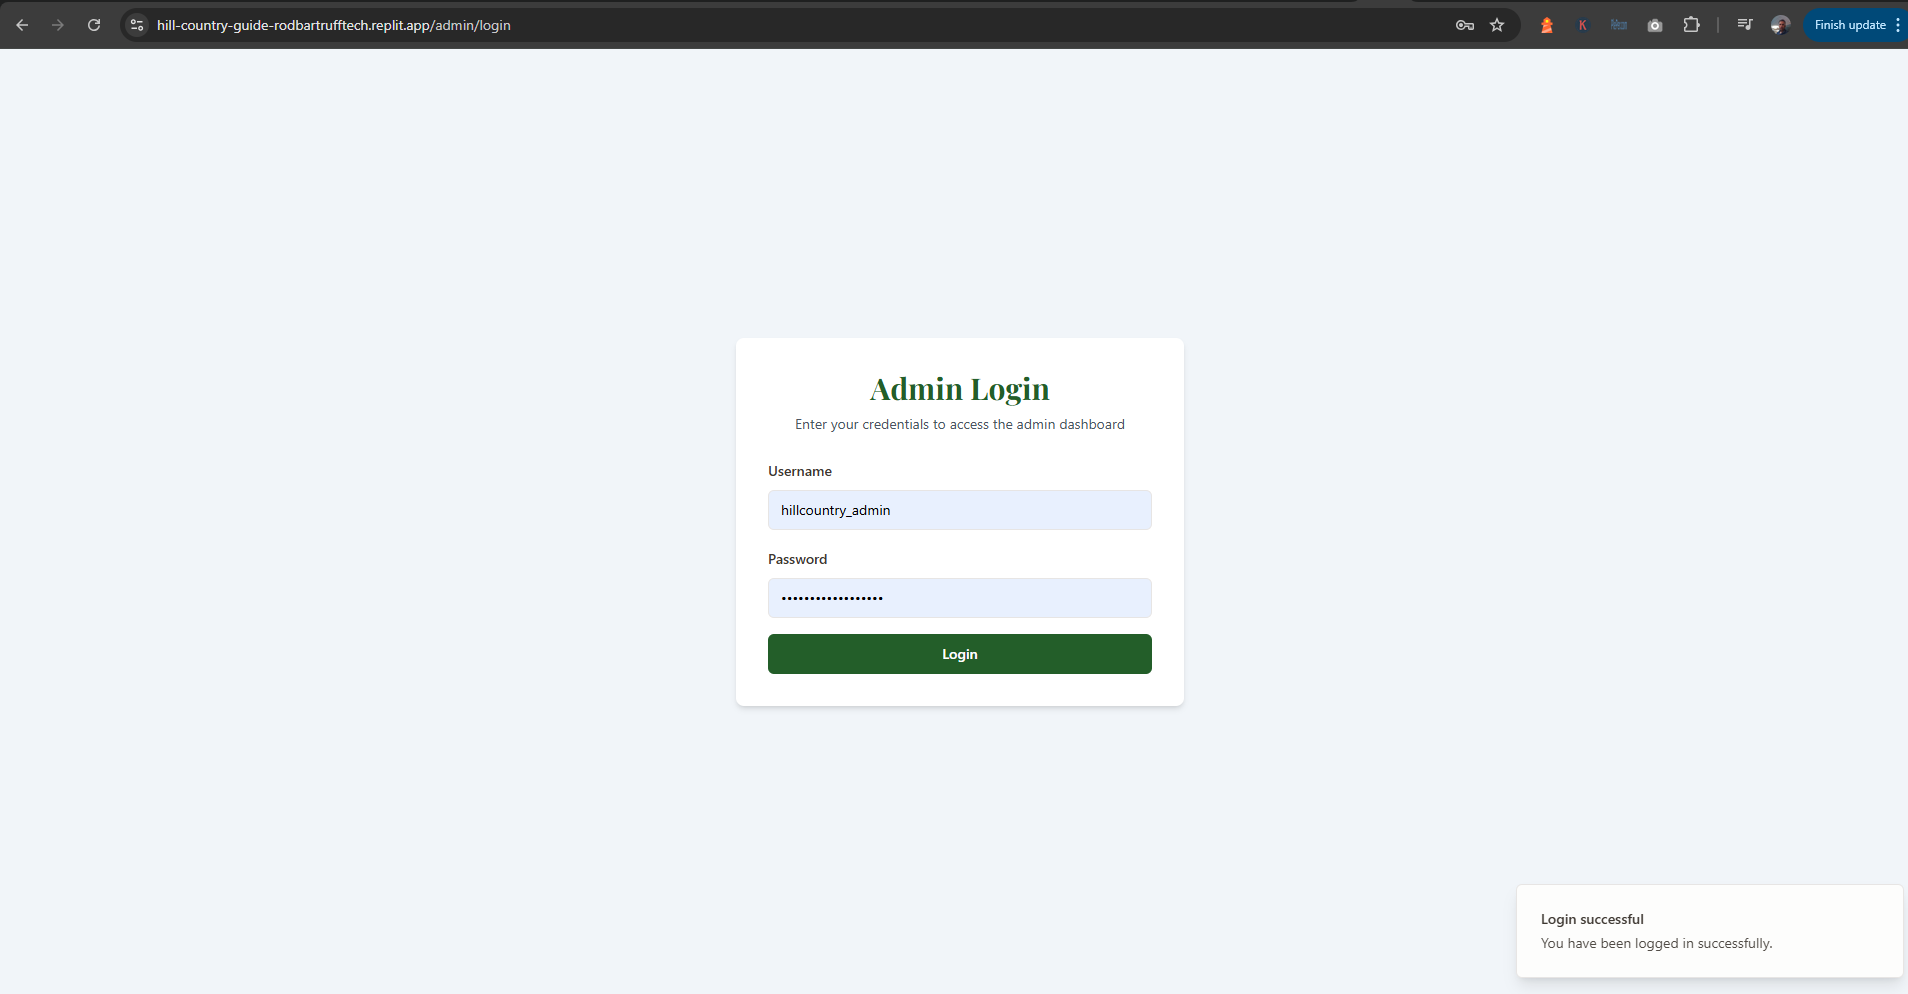 hill-country-guide-rodbartrufftech.replit.app/admin/login
K
Finish update
Admin Login
Enter your credentials to access the admin dashboard
Username
hillcountry_admin
Password
••••••••••••••••••
Login
Login successful
You have been logged in successfully.